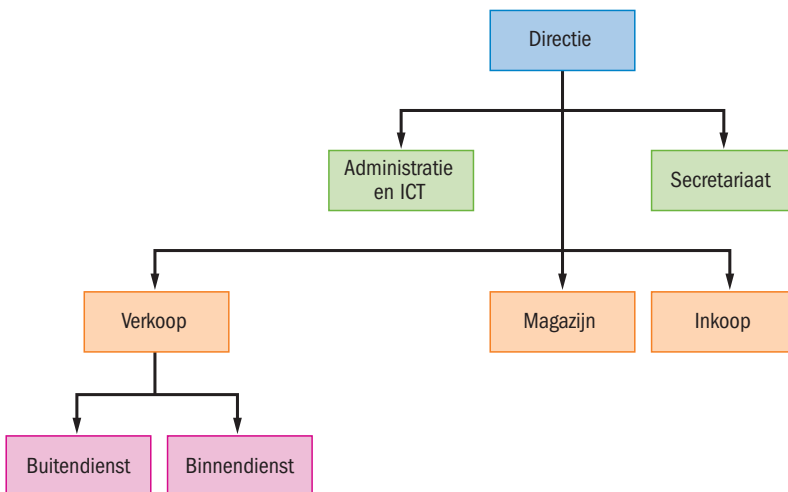 Directie
Administratie
en ICT
Secretariaat
Verkoop
Magazijn
Inkoop
Buitendienst
Binnendienst